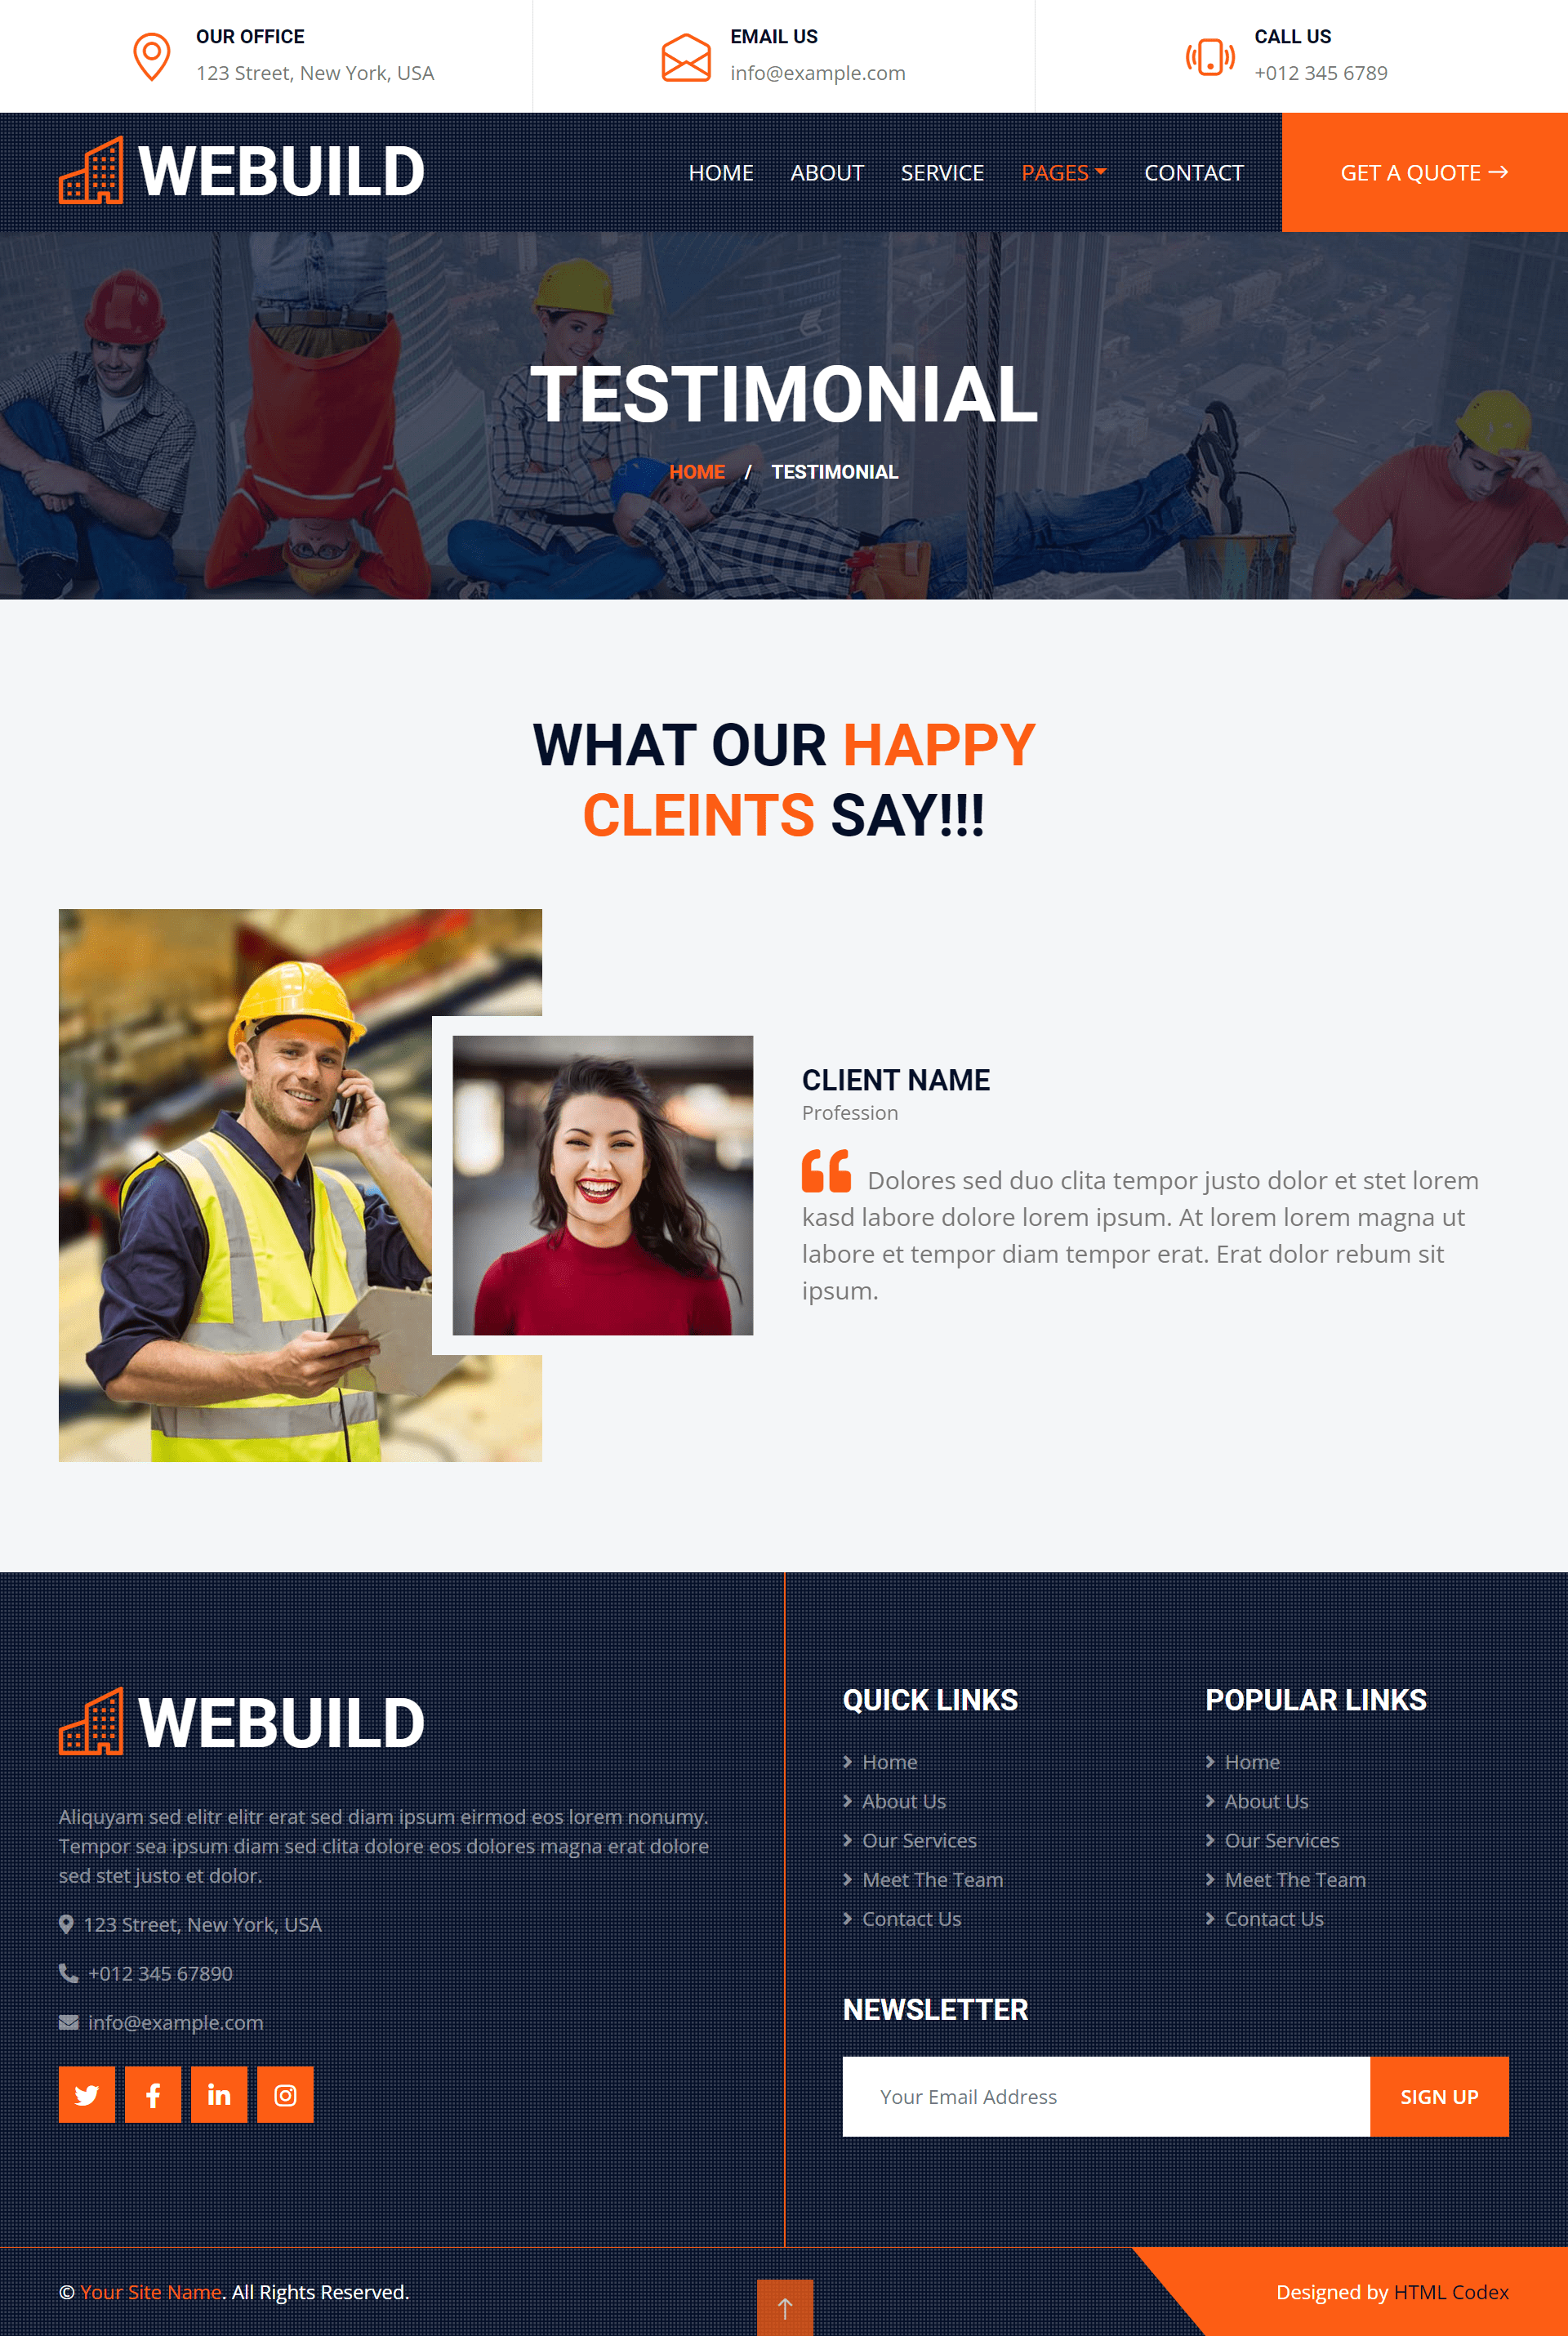 OUR OFFICE
123 Street, New York, USA
EMAIL US
info@example.com
CALL US
+012 345 6789
WEBUILD
HOME
ABOUT
SERVICE
PAGES
CONTACT
GET A QUOTE
TESTIMONIAL
HOME / TESTIMONIAL
WHAT OUR HAPPY
CLEINTS SAY!!!
CLIENT NAME
Profession
Dolores sed duo clita tempor justo dolor et stet lorem
kasd labore dolore lorem ipsum. At lorem lorem magna ut
labore et tempor diam tempor erat. Erat dolor rebum sit
ipsum.
WEBUILD
Aliquyam sed elitr elitr erat sed diam ipsum eirmod eos lorem nonumy.
Tempor sea ipsum diam sed clita dolore eos dolores magna erat dolore
sed stet justo et dolor.
123 Street, New York, USA
+012 345 67890
info@example.com
QUICK LINKS
Home
About Us
Our Services
Meet The Team
Contact Us
POPULAR LINKS
Home
About Us
Our Services
Meet The Team
Contact Us
NEWSLETTER
Your Email Address
SIGN UP
© Your Site Name. All Rights Reserved.
Designed by HTML Codex